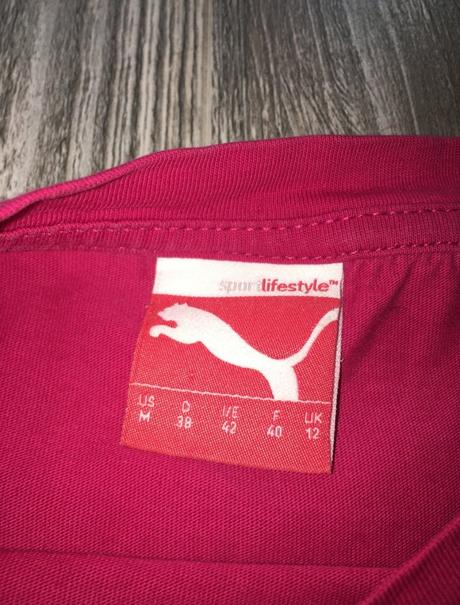 sportlifestyle™
US D I/E F UK
M 38 42 40 12